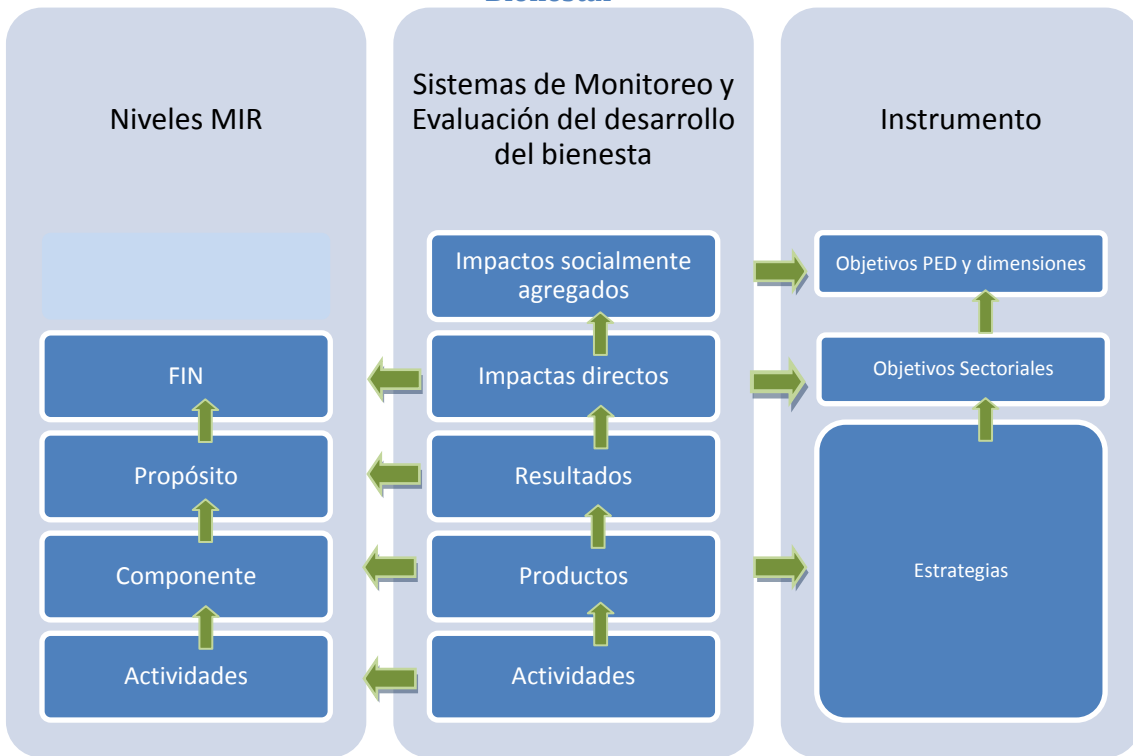 Bienestar
Niveles MIR
FIN
Propósito
Componente
Actividades
Sistemas de Monitoreo y
Evaluación del desarrollo
del bienesta
Impactos socialmente
agregados
Impactas directos
Resultados
Productos
Actividades
Instrumento
Objetivos PED y dimensiones
Objetivos Sectoriales
Estrategias